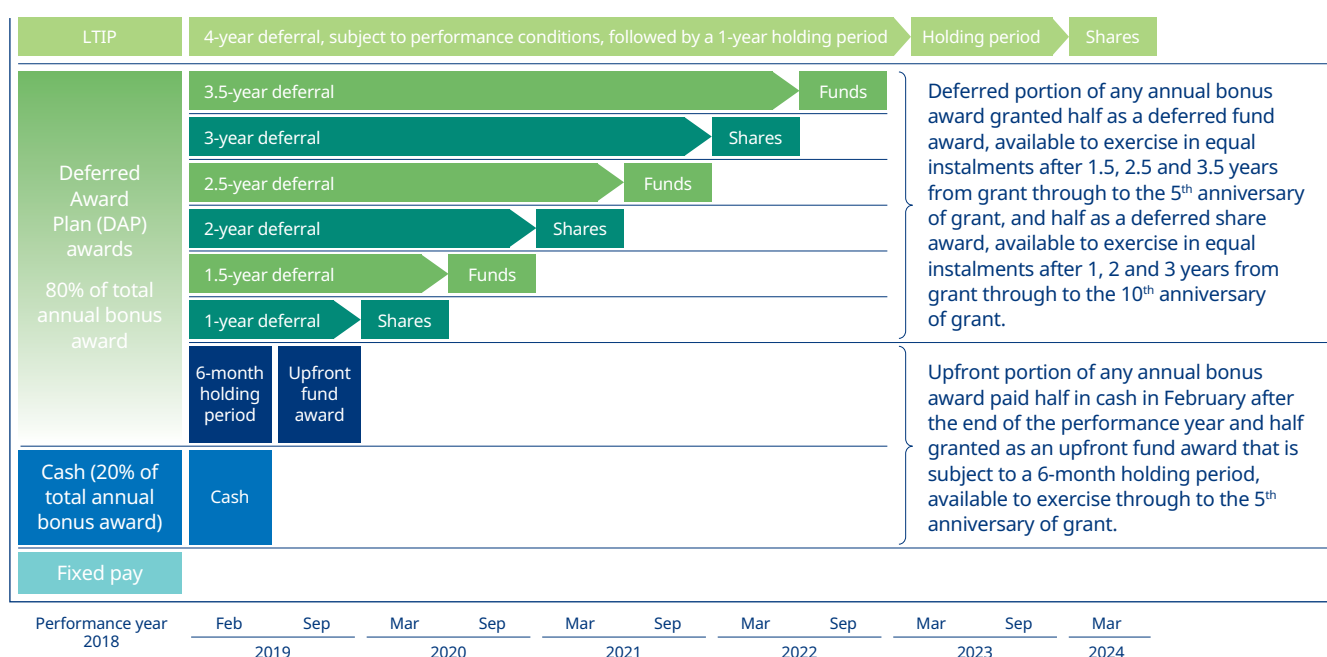 LTIP
4-year deferral, subject to performance conditions, followed by a 1-year holding period
Holding period
Shares
Deferred
Award
Plan (DAP)
awards
80% of total
annual bonus
award
3.5-year deferral
Funds
3-year deferral
Shares
2.5-year deferral
Funds
2-year deferral
Shares
1.5-year deferral
Funds
1-year deferral
Shares
Deferred portion of any annual bonus
award granted half as a deferred fund
award, available to exercise in equal
instalments after 1.5, 2.5 and 3.5 years
from grant through to the 5th anniversary
of grant, and half as a deferred share
award, available to exercise in equal
instalments after 1, 2 and 3 years from
grant through to the 10th anniversary
of grant.
6-month
holding
period
Upfront
fund
award
Upfront portion of any annual bonus
award paid half in cash in February after
the end of the performance year and half
granted as an upfront fund award that is
subject to a 6-month holding period,
available to exercise through to the 5th
anniversary of grant.
Cash (20% of
total annual
bonus award)
Cash
Fixed pay
Performance year
2018
Feb Sep Mar Sep Mar Sep Mar Sep Mar Sep Mar
2019 2020 2021 2022 2023 2024